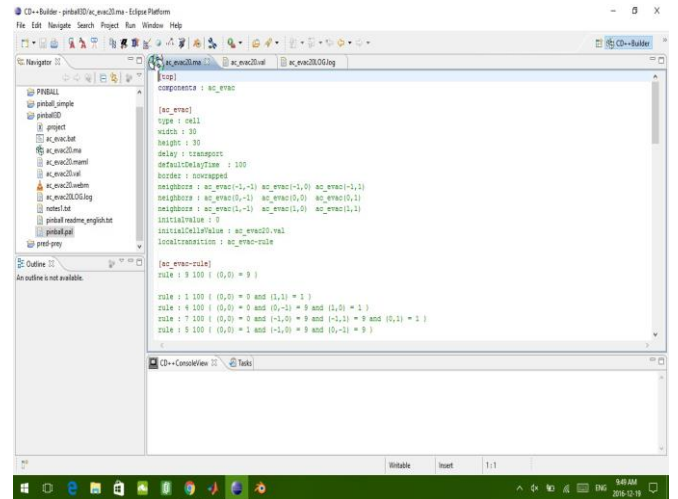 CD++Builder - pinball3D/ac_evac20.ma - Eclipse Platform
File Edit Navigate Search Project Run Window Help
CD++Builder
Navigator
ac_evac20.ma
ac_evac20.val
ac_evac20LOG.log
PINBALL
pinball_simple
pinball3D
.project
ac_evac.bat
ac_evac20.ma
ac_evac20.maml
ac_evac20.val
ac_evac20.webm
ac_evac20LOG.log
notes1.txt
pinball readme_english.txt
pinball.pal
pred-prey
Outline
An outline is not available.
[top]
components : ac_evac
[ac_evac]
type : cell
width : 30
height : 30
delay : transport
defaultDelayTime : 100
border : nowrapped
neighbors : ac_evac(-1,-1) ac_evac(-1,0) ac_evac(-1,1)
neighbors : ac_evac(0,-1) ac_evac(0,0) ac_evac(0,1)
neighbors : ac_evac(1,-1) ac_evac(1,0) ac_evac(1,1)
initialvalue : 0
initialCellsValue : ac_evac20.val
localtransition : ac_evac-rule
[ac_evac-rule]
rule : 9 100 { (0,0) = 9 }
rule : 1 100 { (0,0) = 0 and (1,1) = 1 }
rule : 4 100 { (0,0) = 0 and (0,-1) = 9 and (1,0) = 1 }
rule : 7 100 { (0,0) = 0 and (-1,0) = 9 and (-1,1) = 9 and (0,1) = 1 }
rule : 5 100 { (0,0) = 1 and (-1,0) = 9 and (0,-1) = 9 }
CD++ConsoleView
Tasks
Writable
Insert
1:1
ENG
9:49 AM
2016-12-19